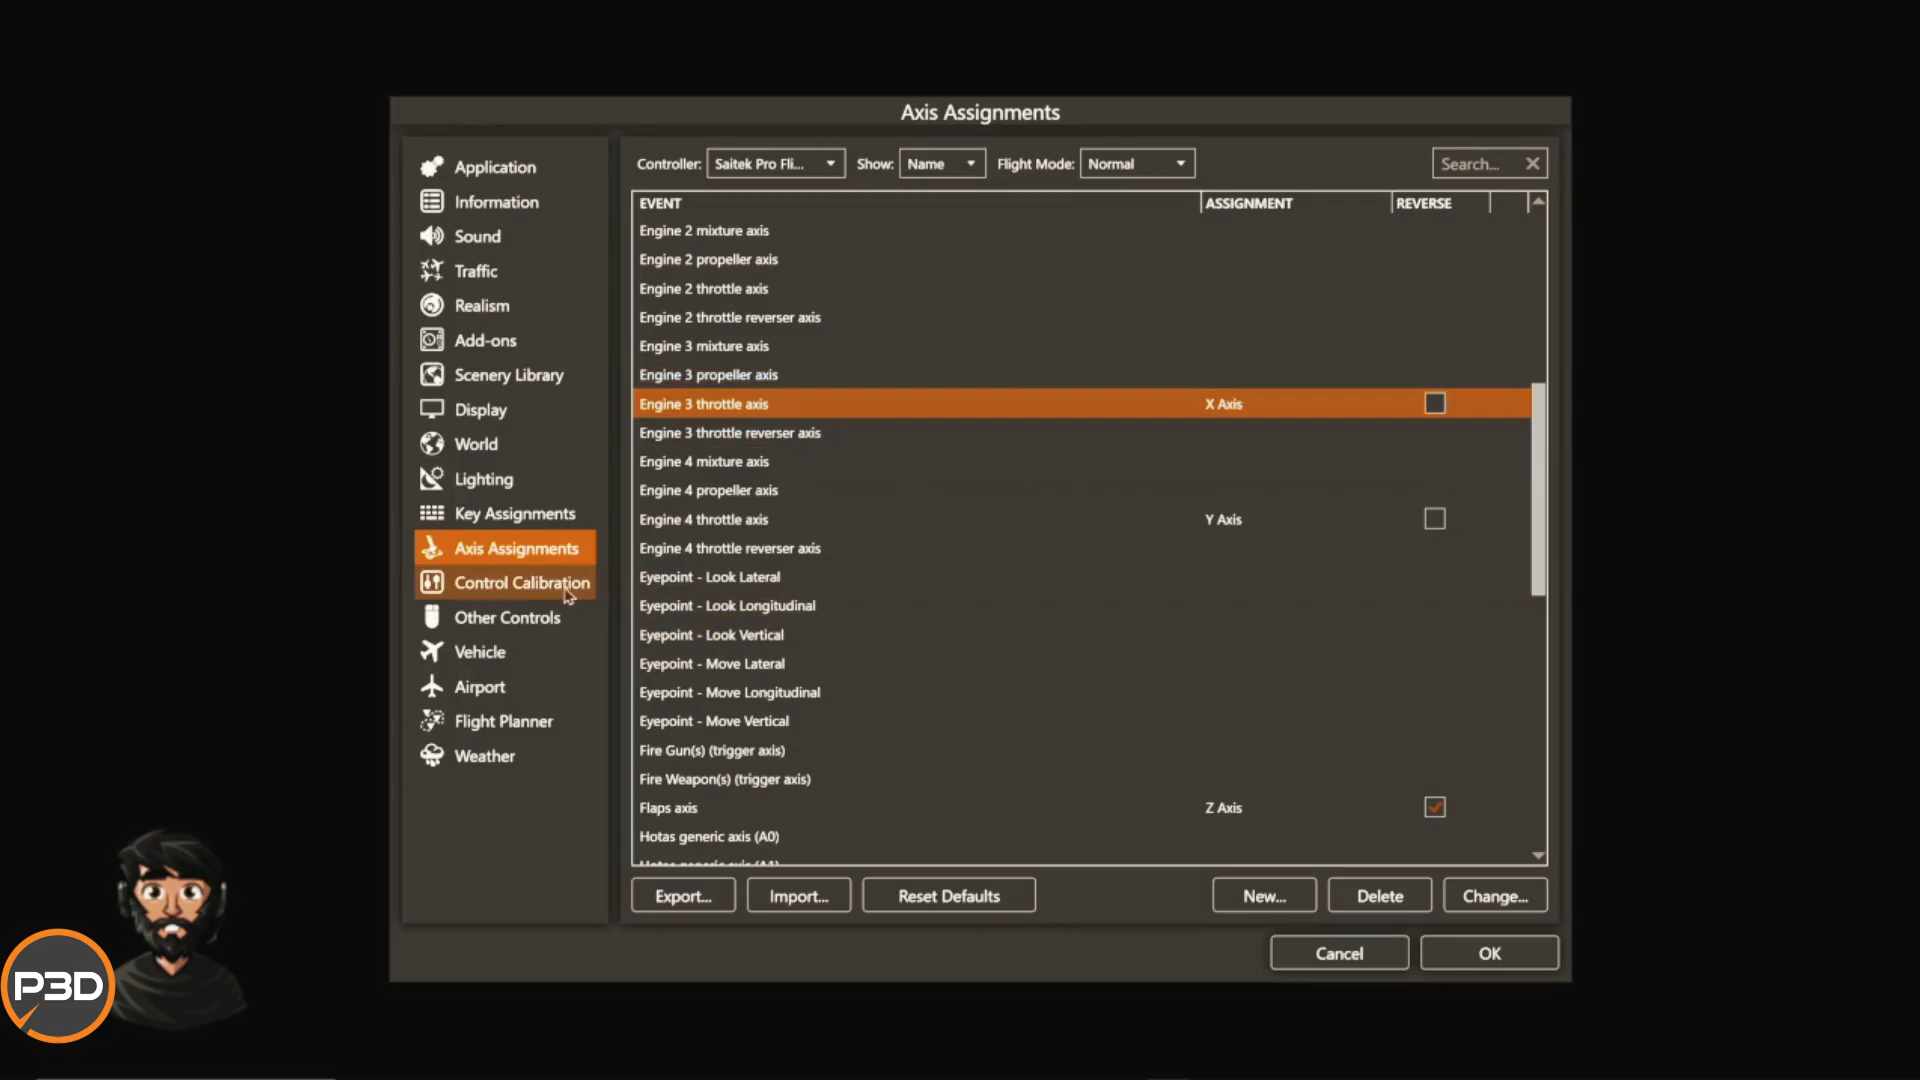 Axis Assignments
Application
Information
Sound
Traffic
Realism
Add-ons
Scenery Library
Display
World
Lighting
Key Assignments
Axis Assignments
Control Calibration
Other Controls
Vehicle
Airport
Flight Planner
Weather
Controller: Saitek Pro Fli... Show: Name Flight Mode: Normal Search...
EVENT ASSIGNMENT REVERSE
Engine 2 mixture axis
Engine 2 propeller axis
Engine 2 throttle axis
Engine 2 throttle reverser axis
Engine 3 mixture axis
Engine 3 propeller axis
Engine 3 throttle axis X Axis
Engine 3 throttle reverser axis
Engine 4 mixture axis
Engine 4 propeller axis
Engine 4 throttle axis Y Axis
Engine 4 throttle reverser axis
Eyepoint - Look Lateral
Eyepoint - Look Longitudinal
Eyepoint - Look Vertical
Eyepoint - Move Lateral
Eyepoint - Move Longitudinal
Eyepoint - Move Vertical
Fire Gun(s) (trigger axis)
Fire Weapon(s) (trigger axis)
Flaps axis Z Axis
Hotas generic axis (A0)
Hotas generic axis (A1)
Export... Import... Reset Defaults New... Delete Change...
Cancel OK
P3D